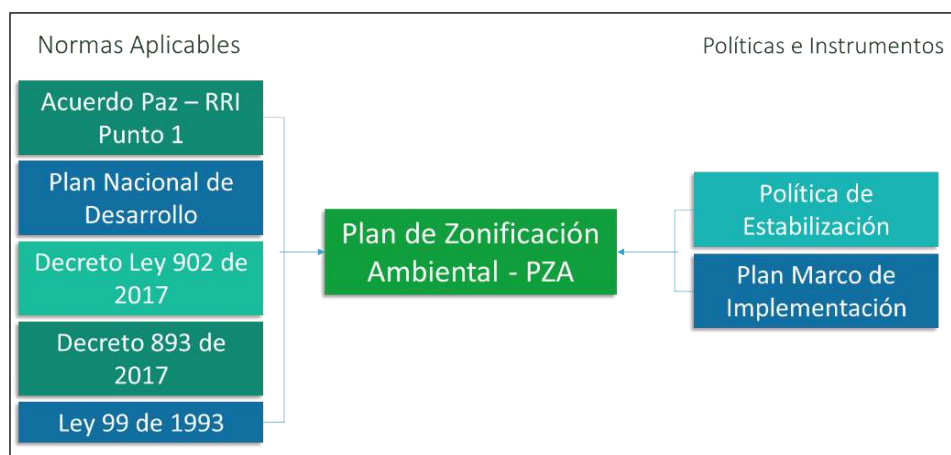 Normas Aplicables
Acuerdo Paz – RRI
Punto 1
Plan Nacional de
Desarrollo
Decreto Ley 902 de
2017
Decreto 893 de
2017
Ley 99 de 1993
Plan de Zonificación
Ambiental - PZA
Políticas e Instrumentos
Política de
Estabilización
Plan Marco de
Implementación